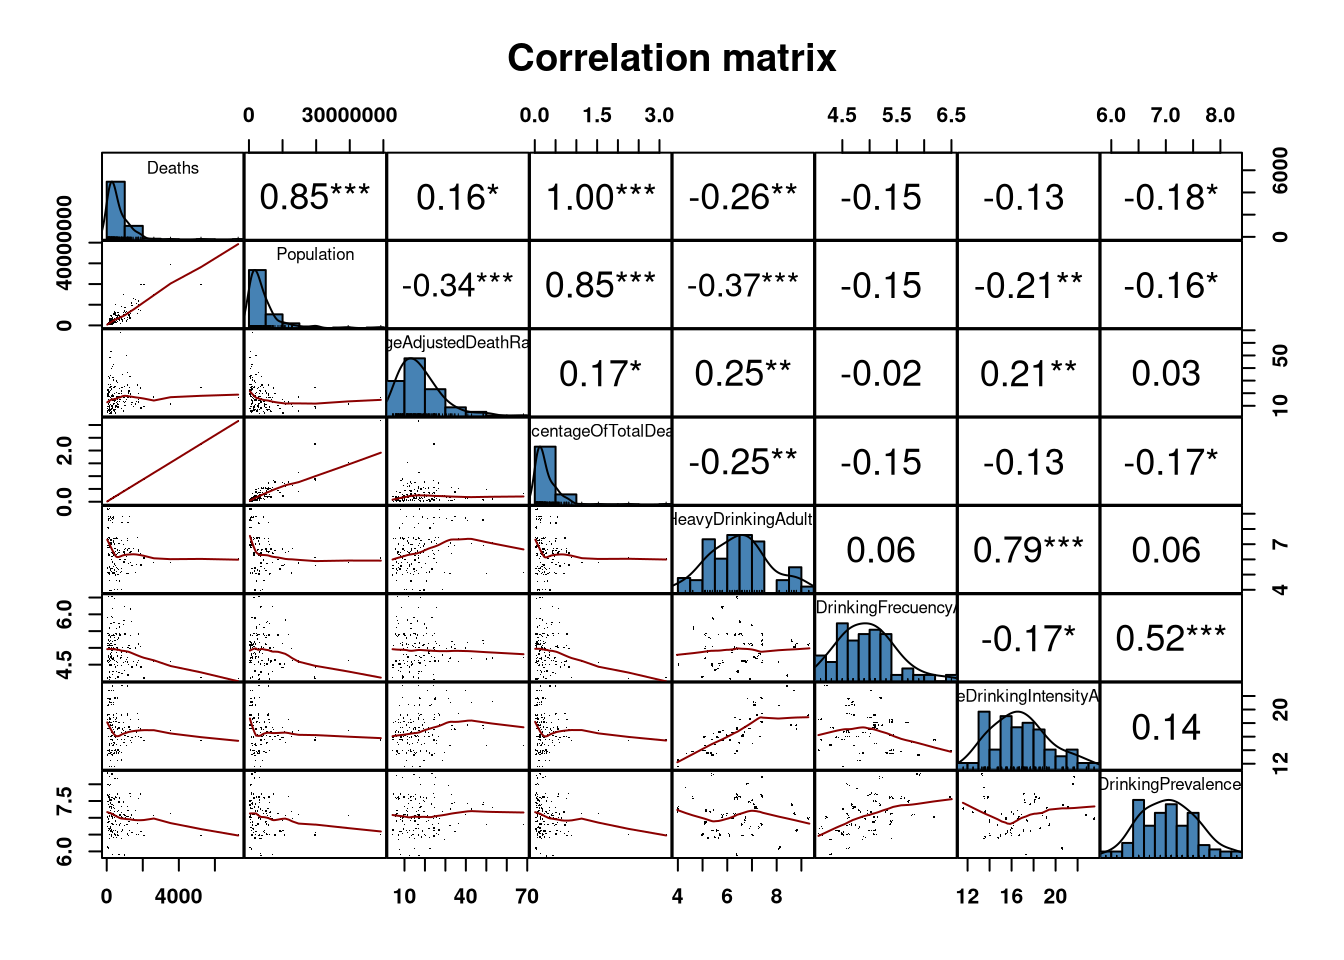 Correlation matrix
0 30000000 0.0 1.5 3.0 4.5 5.5 6.5 6.0 7.0 8.0
Deaths 0.85*** 0.16* 1.00*** -0.26** -0.15 -0.13 -0.18* 0 6000
0 40000000 Population -0.34*** 0.85*** -0.37*** -0.15 -0.21** -0.16*
geAdjustedDeathRa 0.17* 0.25** -0.02 0.21** 0.03 10 50
0.0 2.0 centageOfTotalDea -0.25** -0.15 -0.13 -0.17*
HeavyDrinkingAdult 0.06 0.79*** 0.06 4 7
4.5 6.0 DrinkingFrecuencyA -0.17* 0.52***
eDrinkingIntensityA 0.14 12 20
6.0 7.5 DrinkingPrevalence
0 4000 10 40 70 4 6 8 12 16 20